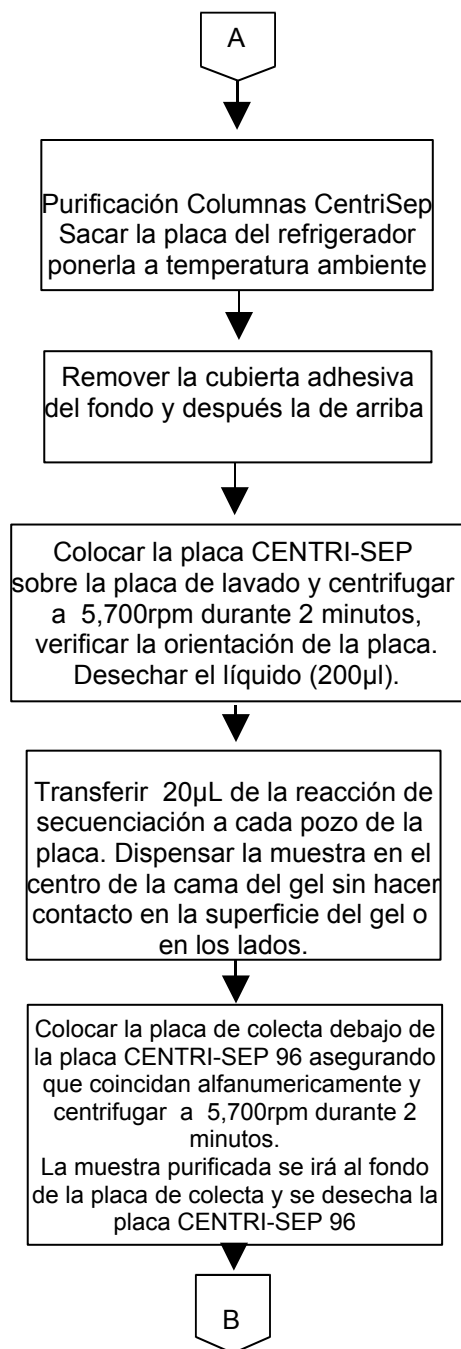 A
Purificación Columnas CentriSep
Sacar la placa del refrigerador
ponerla a temperatura ambiente
Remover la cubierta adhesiva
del fondo y después la de arriba
Colocar la placa CENTRI-SEP
sobre la placa de lavado y centrifugar
a 5,700rpm durante 2 minutos,
verificar la orientación de la placa.
Desechar el líquido (200µl).
Transferir 20µL de la reacción de
secuenciación a cada pozo de la
placa. Dispensar la muestra en el
centro de la cama del gel sin hacer
contacto en la superficie del gel o
en los lados.
Colocar la placa de colecta debajo de
la placa CENTRI-SEP 96 asegurando
que coincidan alfanumericamente y
centrifugar a 5,700rpm durante 2
minutos.
La muestra purificada se irá al fondo
de la placa de colecta y se desecha la
placa CENTRI-SEP 96
B